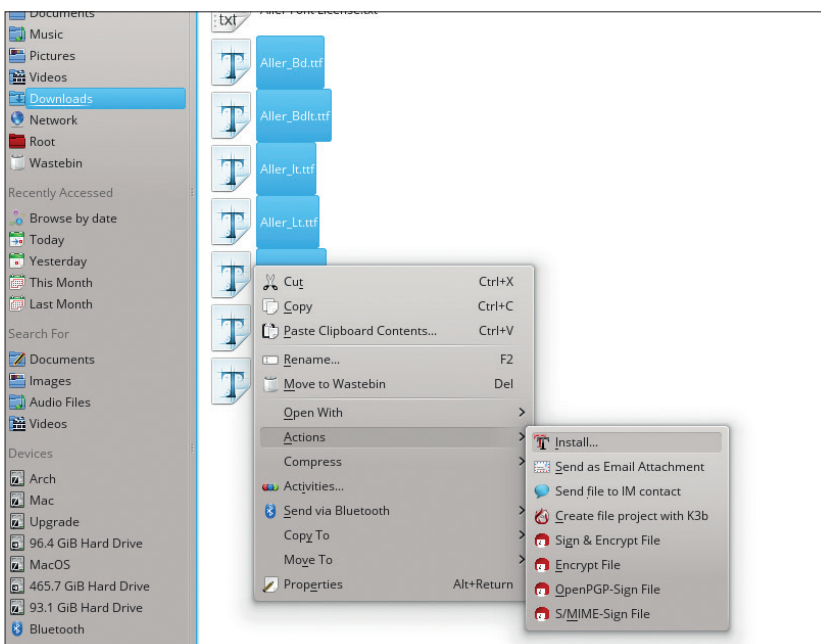 Documents
Music
Pictures
Videos
Downloads
Network
Root
Wastebin
Recently Accessed
Browse by date
Today
Yesterday
This Month
Last Month
Search For
Documents
Images
Audio Files
Videos
Devices
Arch
Mac
Upgrade
96.4 GiB Hard Drive
MacOS
465.7 GiB Hard Drive
93.1 GiB Hard Drive
Bluetooth
Aller Font License.txt
txt
Aller_Bd.ttf
Aller_BdIt.ttf
Aller_It.ttf
Aller_Lt.ttf
Cut Ctrl+X
Copy Ctrl+C
Paste Clipboard Contents... Ctrl+V
Rename... F2
Move to Wastebin Del
Open With
Actions
Compress
Activities...
Send via Bluetooth
Copy To
Move To
Properties Alt+Return
Install...
Send as Email Attachment
Send file to IM contact
Create file project with K3b
Sign & Encrypt File
Encrypt File
OpenPGP-Sign File
S/MIME-Sign File